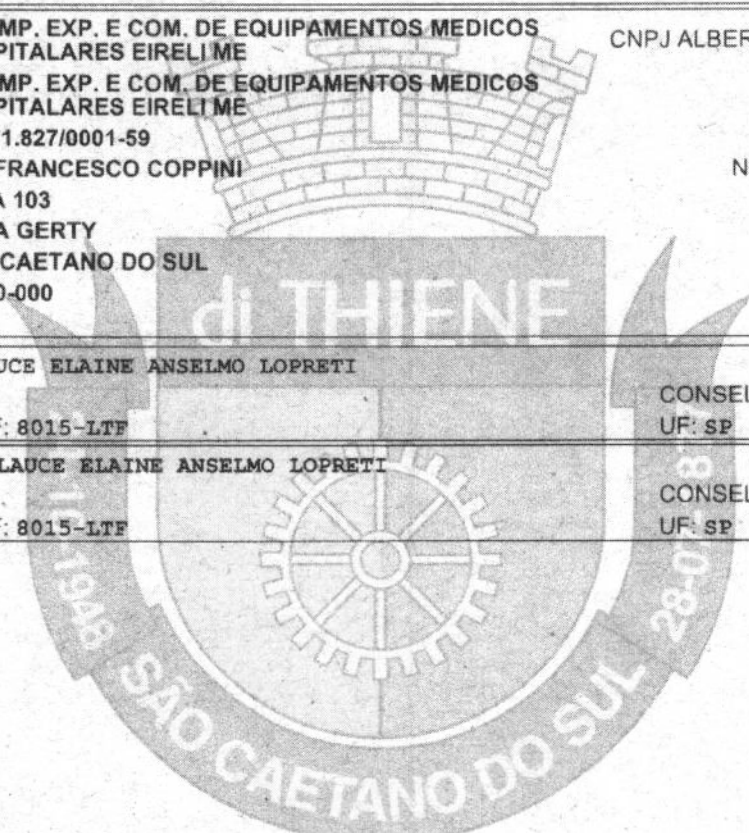 MP. EXP. E COM. DE EQUIPAMENTOS MEDICOS
PITALARES EIRELI ME
CNPJ ALBER
MP. EXP. E COM. DE EQUIPAMENTOS MEDICOS
PITALARES EIRELI ME
1.827/0001-59
FRANCESCO COPPINI
N
A 103
A GERTY
CAETANO DO SUL
0-000
di THIENE
UCE ELAINE ANSELMO LOPRETI
CONSEL
F: 8015-LTF
UF: SP
LAUCE ELAINE ANSELMO LOPRETI
CONSEL
F: 8015-LTF
UF: SP
SÃO CAETANO DO SUL